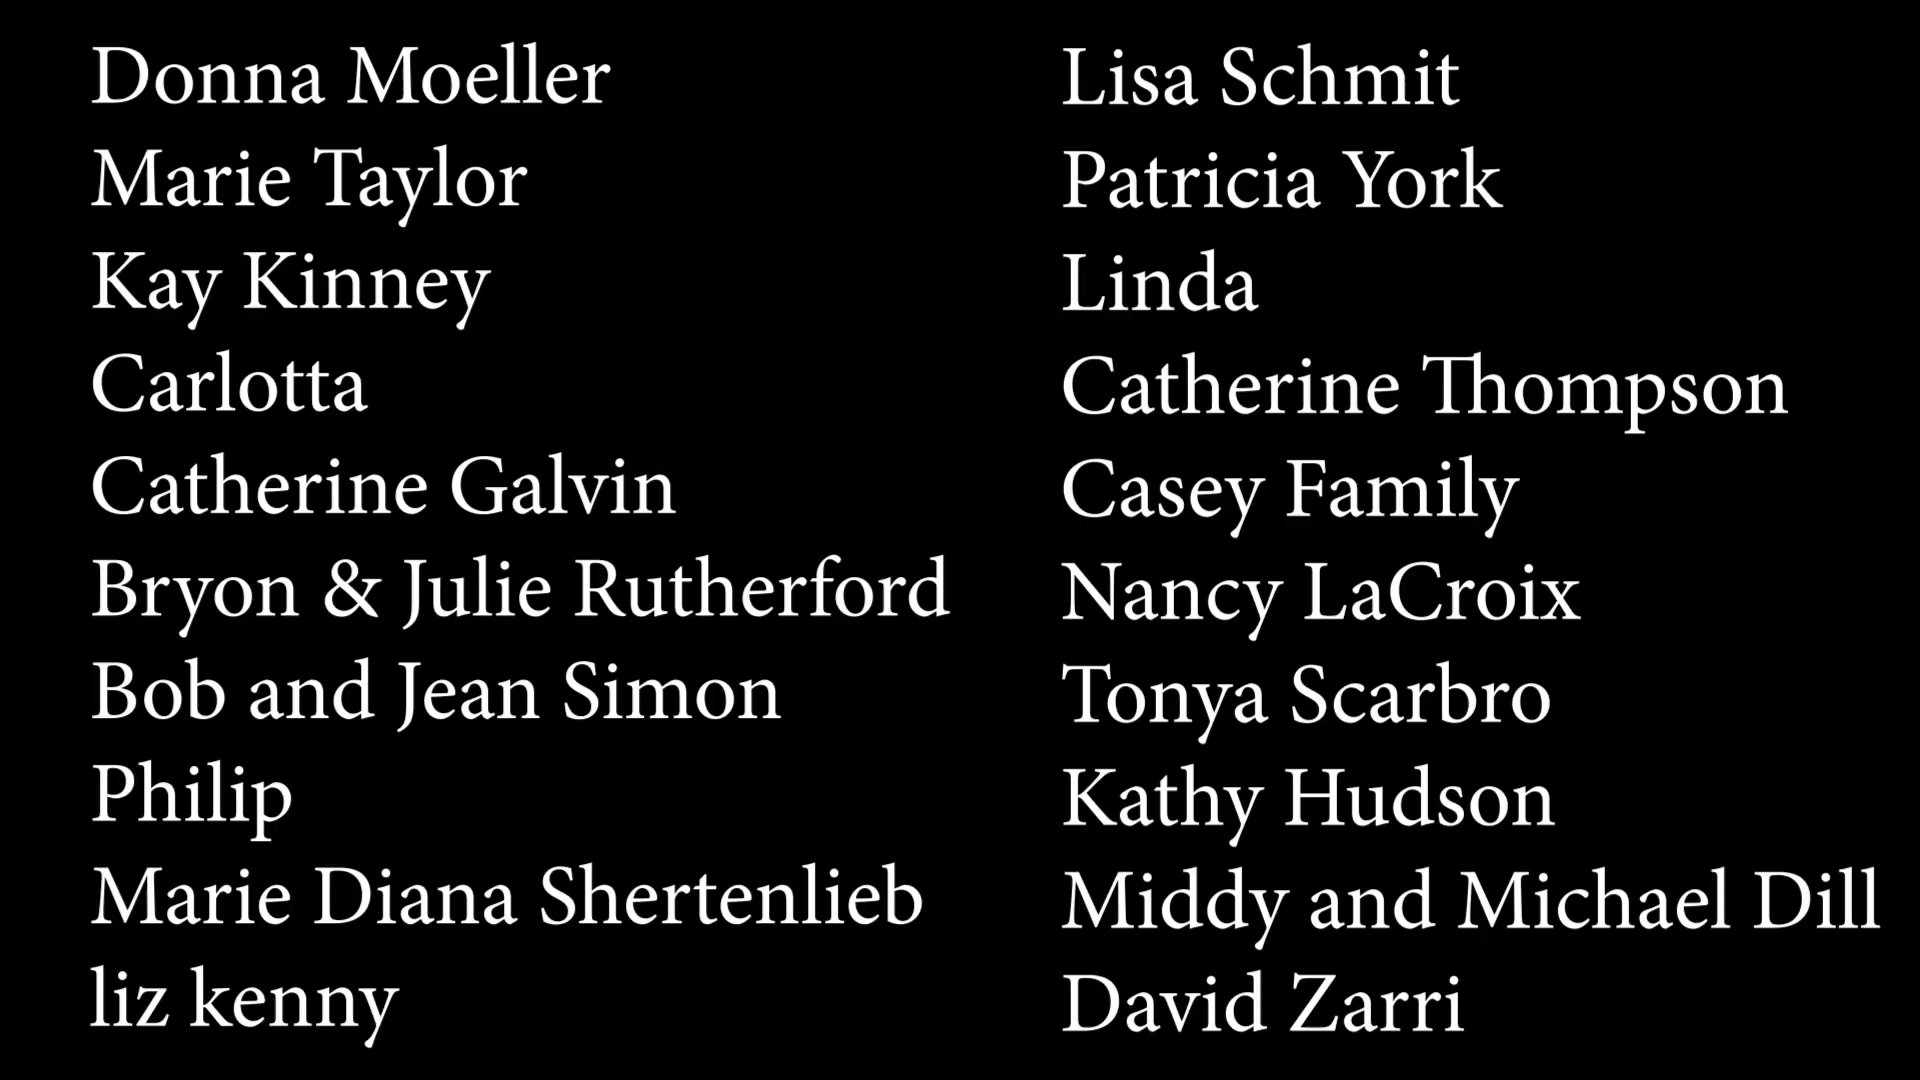 Donna Moeller
Marie Taylor
Kay Kinney
Carlotta
Catherine Galvin
Bryon & Julie Rutherford
Bob and Jean Simon
Philip
Marie Diana Shertenlieb
liz kenny
Lisa Schmit
Patricia York
Linda
Catherine Thompson
Casey Family
Nancy LaCroix
Tonya Scarbro
Kathy Hudson
Middy and Michael Dill
David Zarri